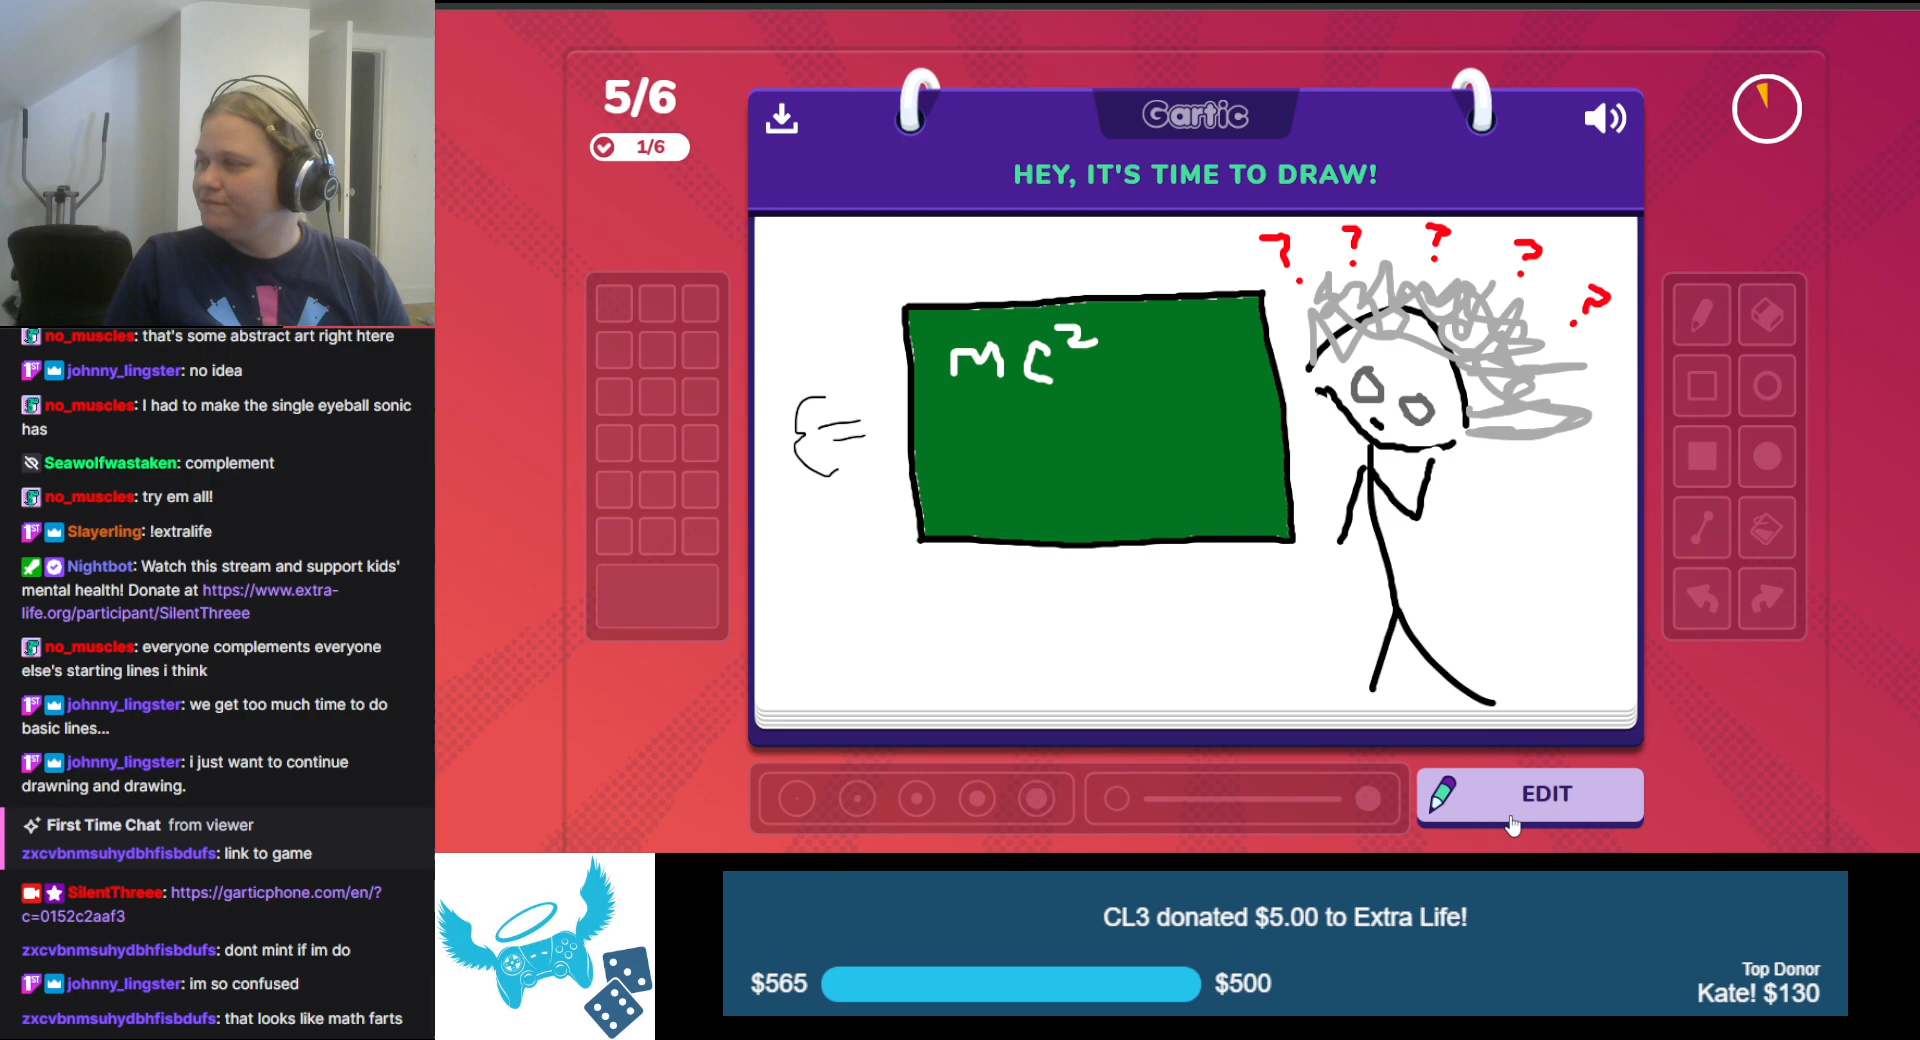 no_muscles: that's some abstract art right htere
johnny_lingster: no idea
no_muscles: I had to make the single eyeball sonic
has
Seawolfwastaken: complement
no_muscles: try em all!
Slayerling: !extralife
Nightbot: Watch this stream and support kids'
mental health! Donate at https://www.extra-
life.org/participant/SilentThreee
no_muscles: everyone complements everyone
else's starting lines i think
johnny_lingster: we get too much time to do
basic lines...
johnny_lingster: i just want to continue
drawning and drawing.
First Time Chat from viewer
zxcvbnmsuhydbhfisbdufs: link to game
SilentThreee: https://garticphone.com/en/?
c=0152c2aaf3
zxcvbnmsuhydbhfisbdufs: dont mint if im do
johnny_lingster: im so confused
zxcvbnmsuhydbhfisbdufs: that looks like math farts
5/6
1/6
Gartic
HEY, IT'S TIME TO DRAW!
? ? ? ? ?
E= mc²
EDIT
CL3 donated $5.00 to Extra Life!
$565 $500
Top Donor
Kate! $130